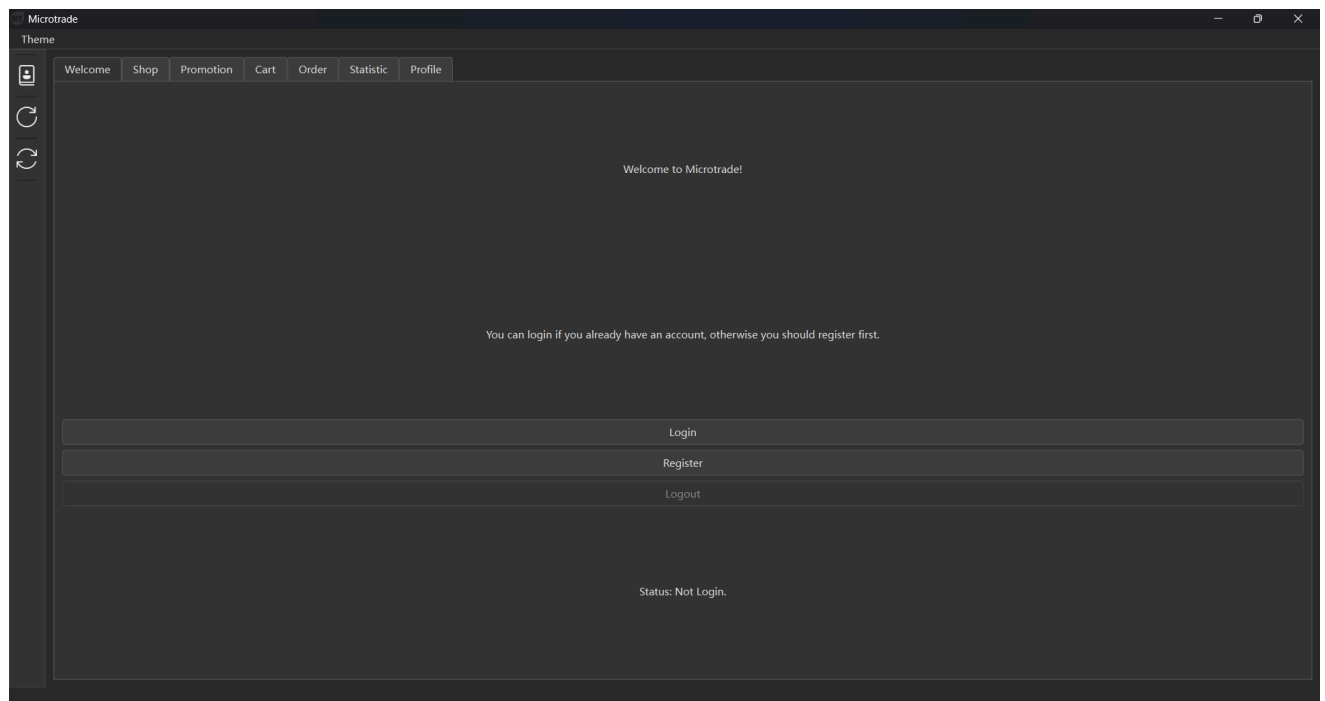 Microtrade
Theme
Welcome Shop Promotion Cart Order Statistic Profile
Welcome to Microtrade!
You can login if you already have an account, otherwise you should register first.
Login
Register
Logout
Status: Not Login.